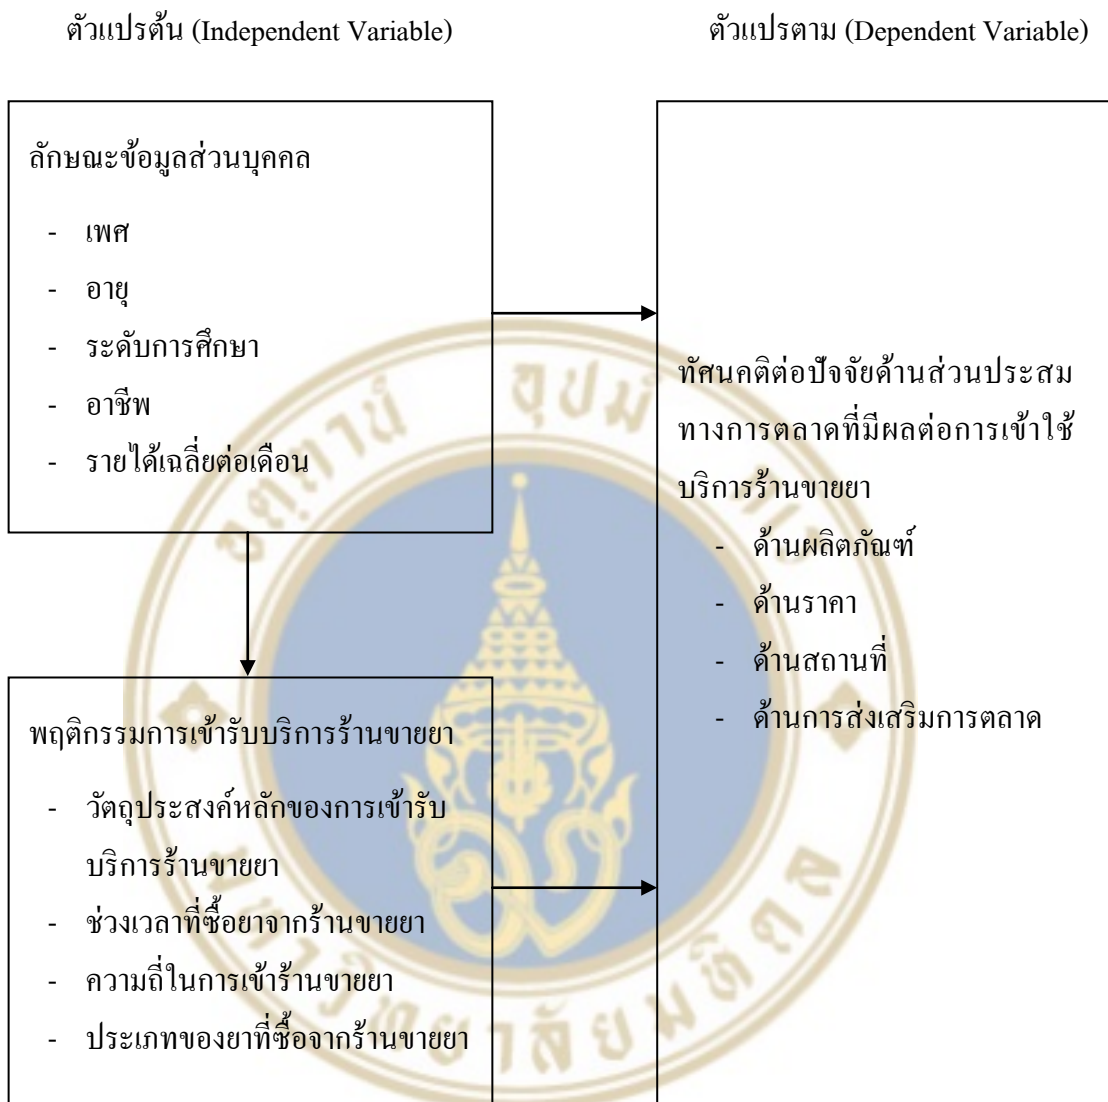 ตัวแปรต้น (Independent Variable)
ตัวแปรตาม (Dependent Variable)
ลักษณะข้อมูลส่วนบุคคล
- เพศ
- อายุ
- ระดับการศึกษา
- อาชีพ
- รายได้เฉลี่ยต่อเดือน
พฤติกรรมการเข้ารับบริการร้านขายยา
- วัตถุประสงค์หลักของการเข้ารับ
บริการร้านขายยา
- ช่วงเวลาที่ซื้อยาจากร้านขายยา
- ความถี่ในการเข้าร้านขายยา
- ประเภทของยาที่ซื้อจากร้านขายยา
ทัศนคติต่อปัจจัยด้านส่วนประสม
ทางการตลาดที่มีผลต่อการเข้าใช้
บริการร้านขายยา
- ด้านผลิตภัณฑ์
- ด้านราคา
- ด้านสถานที่
- ด้านการส่งเสริมการตลาด
มหาวิทยาลัยมหิดล